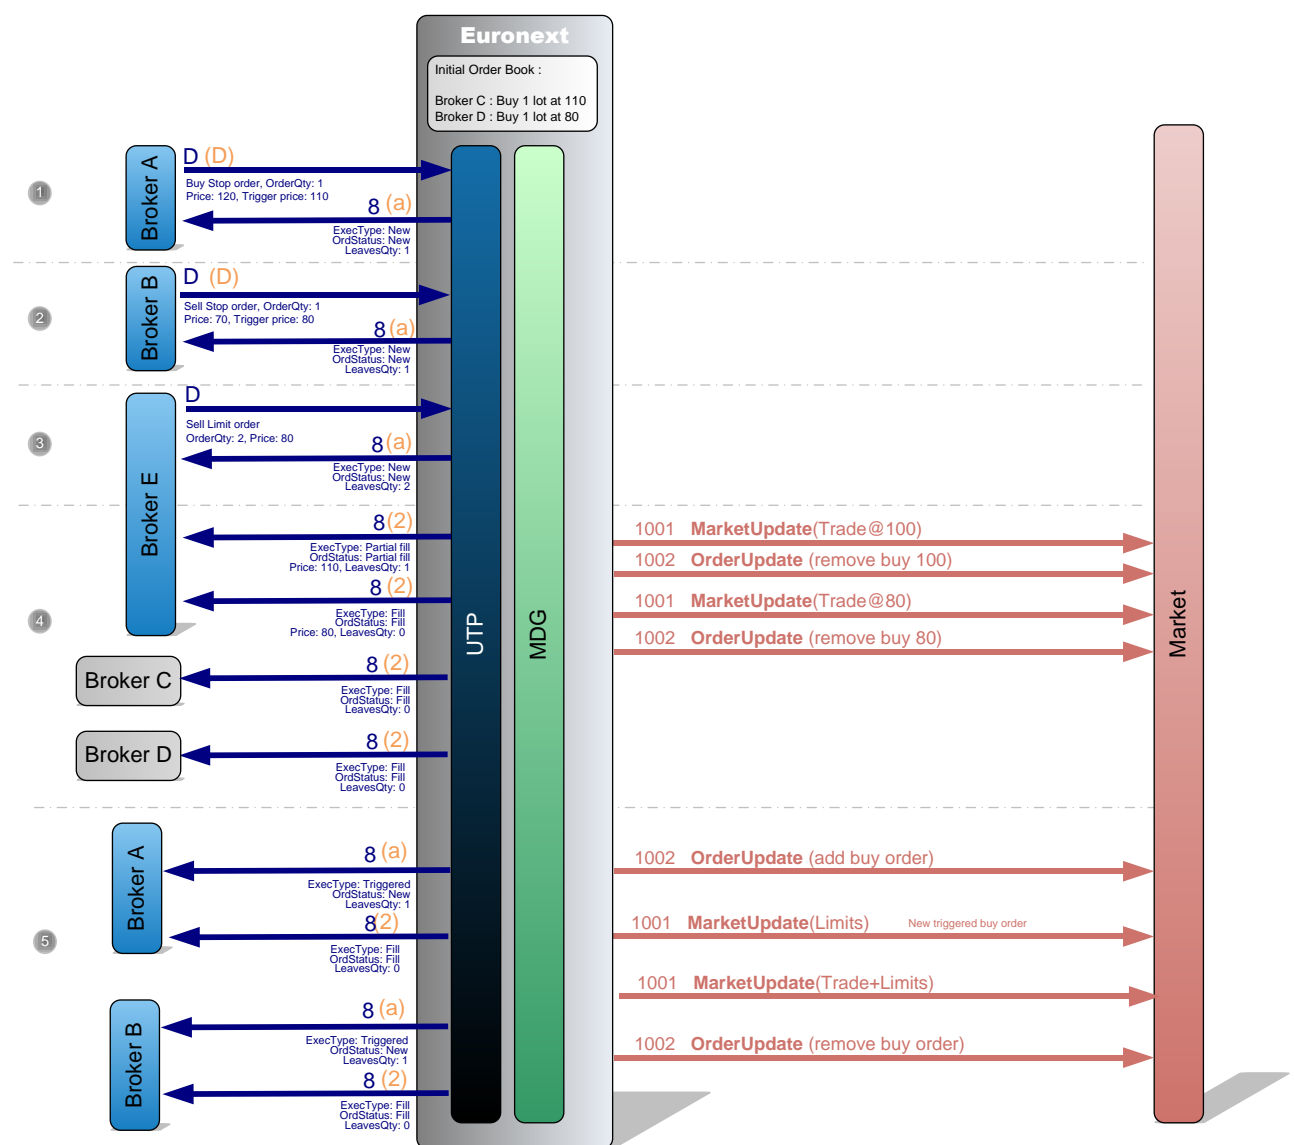 Euronext
Initial Order Book :
Broker C : Buy 1 lot at 110
Broker D : Buy 1 lot at 80
1
Broker A
D (D)
Buy Stop order, OrderQty: 1
Price: 120, Trigger price: 110
8 (a)
ExecType: New
OrdStatus: New
LeavesQty: 1
2
Broker B
D (D)
Sell Stop order, OrderQty: 1
Price: 70, Trigger price: 80
8 (a)
ExecType: New
OrdStatus: New
LeavesQty: 1
3
Broker E
D
Sell Limit order
OrderQty: 2, Price: 80
8 (a)
ExecType: New
OrdStatus: New
LeavesQty: 2
4
8 (2)
ExecType: Partial fill
OrdStatus: Partial fill
Price: 110, LeavesQty: 1
8 (2)
ExecType: Fill
OrdStatus: Fill
Price: 80, LeavesQty: 0
1001 MarketUpdate(Trade@100)
1002 OrderUpdate (remove buy 100)
1001 MarketUpdate(Trade@80)
1002 OrderUpdate (remove buy 80)
UTP
MDG
Market
Broker C
8 (2)
ExecType: Fill
OrdStatus: Fill
LeavesQty: 0
Broker D
8 (2)
ExecType: Fill
OrdStatus: Fill
LeavesQty: 0
5
Broker A
8 (a)
ExecType: Triggered
OrdStatus: New
LeavesQty: 1
8(2)
ExecType: Fill
OrdStatus: Fill
LeavesQty: 0
1002 OrderUpdate (add buy order)
1001 MarketUpdate(Limits) New triggered buy order
1001 MarketUpdate(Trade+Limits)
1002 OrderUpdate (remove buy order)
Broker B
8 (a)
ExecType: Triggered
OrdStatus: New
LeavesQty: 1
8 (2)
ExecType: Fill
OrdStatus: Fill
LeavesQty: 0